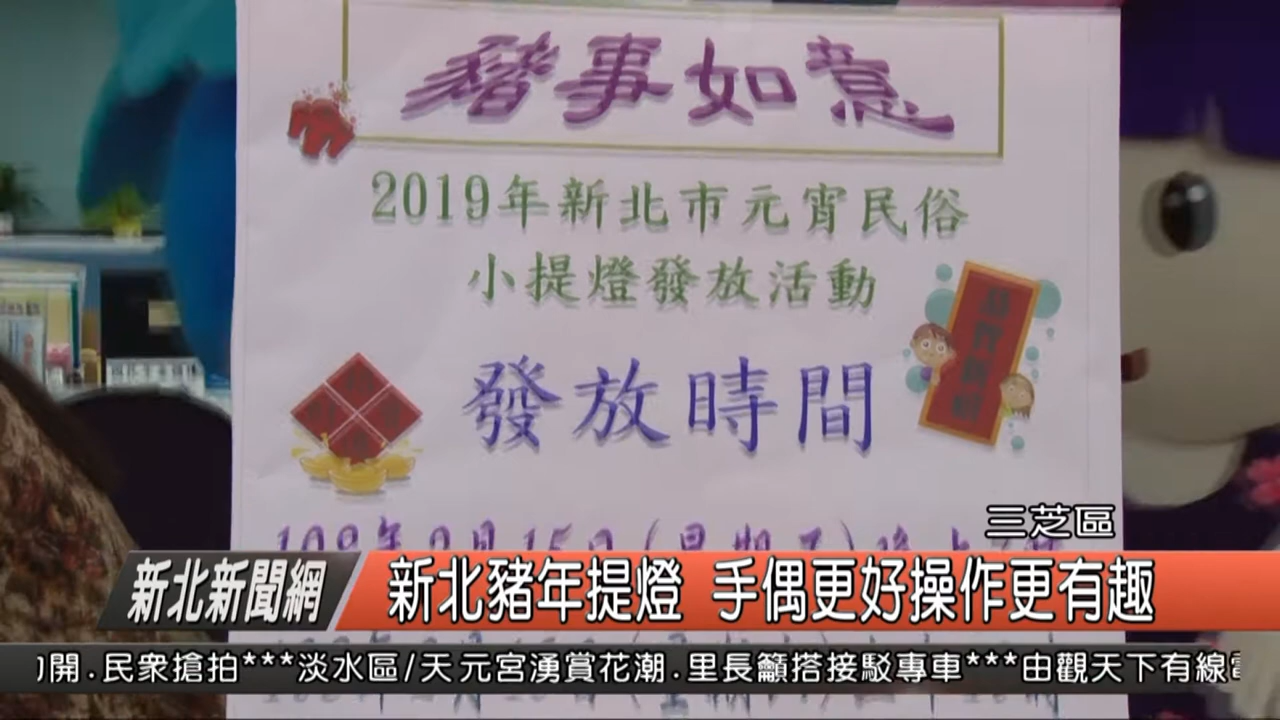 豬事如意
2019年新北市元宵民俗
小提燈發放活動
發放時間
三芝區
新北新聞網
新北豬年提燈 手偶更好操作更有趣
開.民眾搶拍***淡水區/天元宮湧賞花潮.里長籲搭接駁專車***由觀天下有線